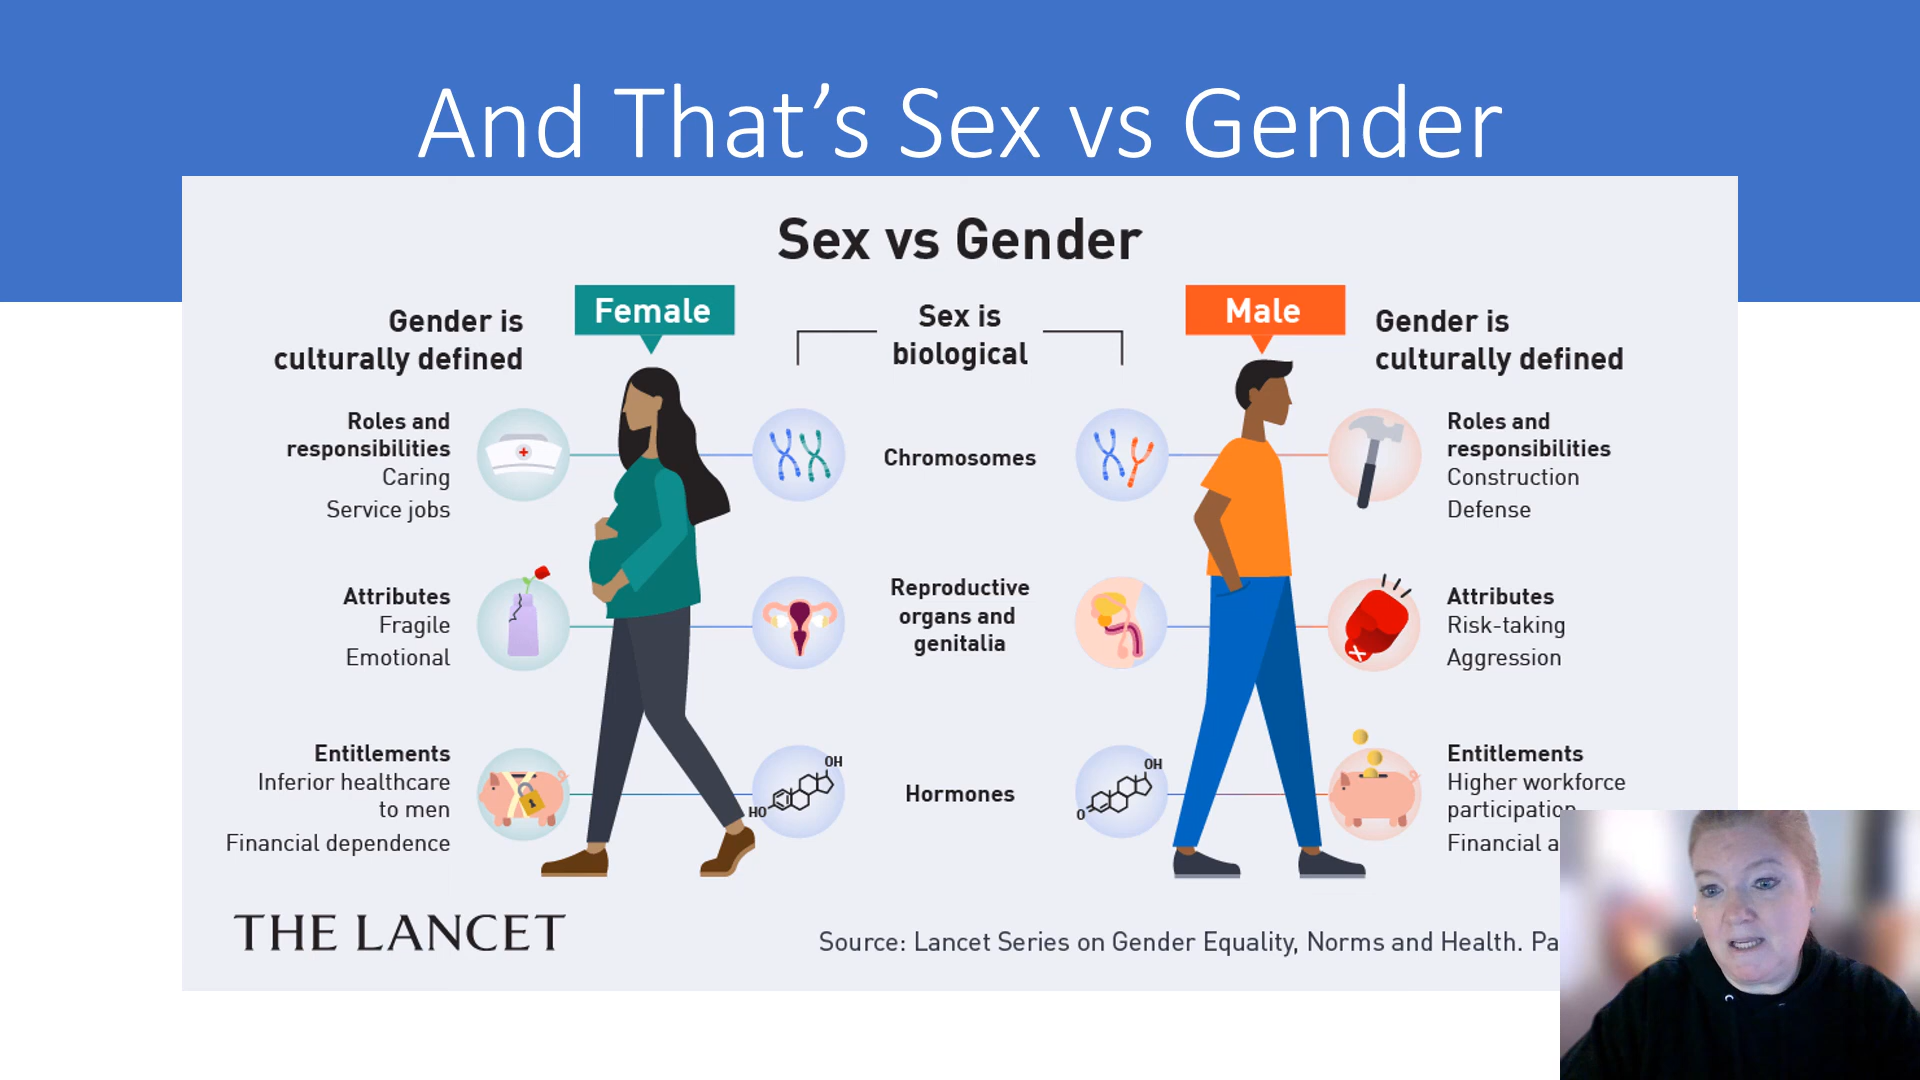 And That’s Sex vs Gender
Sex vs Gender
Gender is
culturally defined
Female
Sex is
biological
Male
Gender is
culturally defined
Roles and
responsibilities
Caring
Service jobs
Chromosomes
Roles and
responsibilities
Construction
Defense
Attributes
Fragile
Emotional
Reproductive
organs and
genitalia
Attributes
Risk-taking
Aggression
Entitlements
Inferior healthcare
to men
Financial dependence
OH
HO
Hormones
OH
O
Entitlements
Higher workforce
participation
Financial a
THE LANCET
Source: Lancet Series on Gender Equality, Norms and Health. Pa